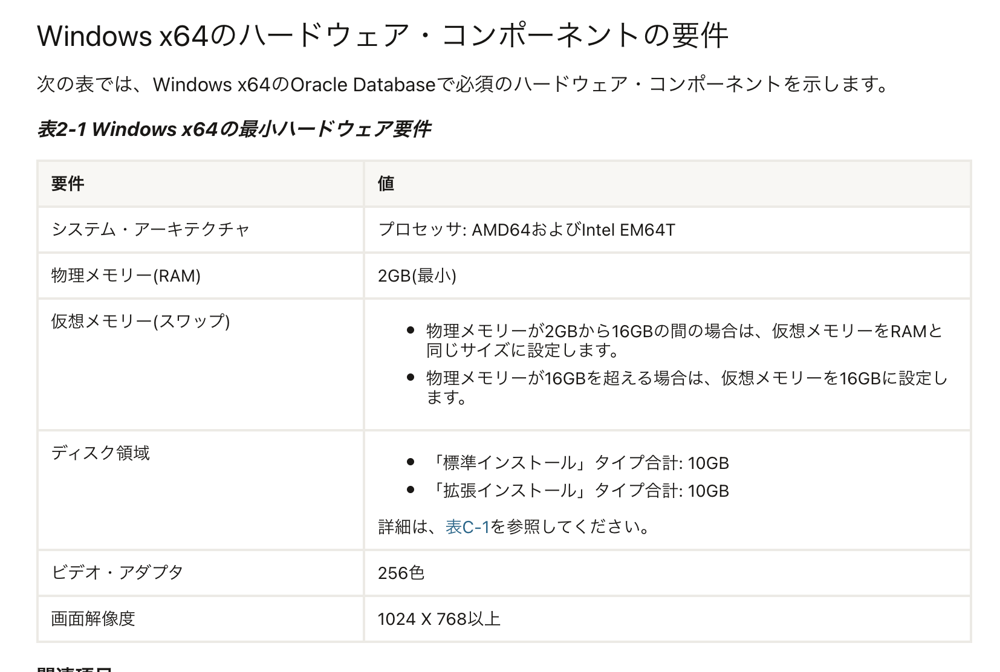 Windows x64のハードウェア・コンポーネントの要件
次の表では、Windows x64のOracle Databaseで必須のハードウェア・コンポーネントを示します。
表2-1 Windows x64の最小ハードウェア要件
要件 値
システム・アーキテクチャ プロセッサ: AMD64およびIntel EM64T
物理メモリー(RAM) 2GB(最小)
仮想メモリー(スワップ)
• 物理メモリーが2GBから16GBの間の場合は、仮想メモリーをRAMと
同じサイズに設定します。
• 物理メモリーが16GBを超える場合は、仮想メモリーを16GBに設定し
ます。
ディスク領域
• 「標準インストール」タイプ合計: 10GB
• 「拡張インストール」タイプ合計: 10GB
詳細は、表C-1を参照してください。
ビデオ・アダプタ 256色
画面解像度 1024 X 768以上
関連項目